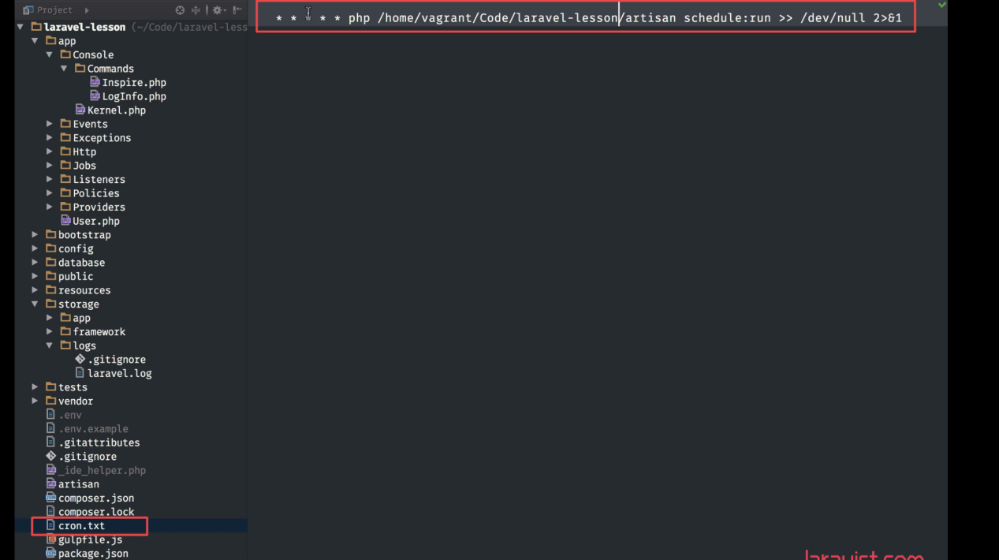 Project
* * * * * php /home/vagrant/Code/laravel-lesson/artisan schedule:run >> /dev/null 2>&1
laravel-lesson (~/Code/laravel-less
app
Console
Commands
Inspire.php
LogInfo.php
Kernel.php
Events
Exceptions
Http
Jobs
Listeners
Policies
Providers
User.php
bootstrap
config
database
public
resources
storage
app
framework
logs
.gitignore
laravel.log
tests
vendor
.env
.env.example
.gitattributes
.gitignore
_ide_helper.php
artisan
composer.json
composer.lock
cron.txt
gulpfile.js
package.json
laravist.com